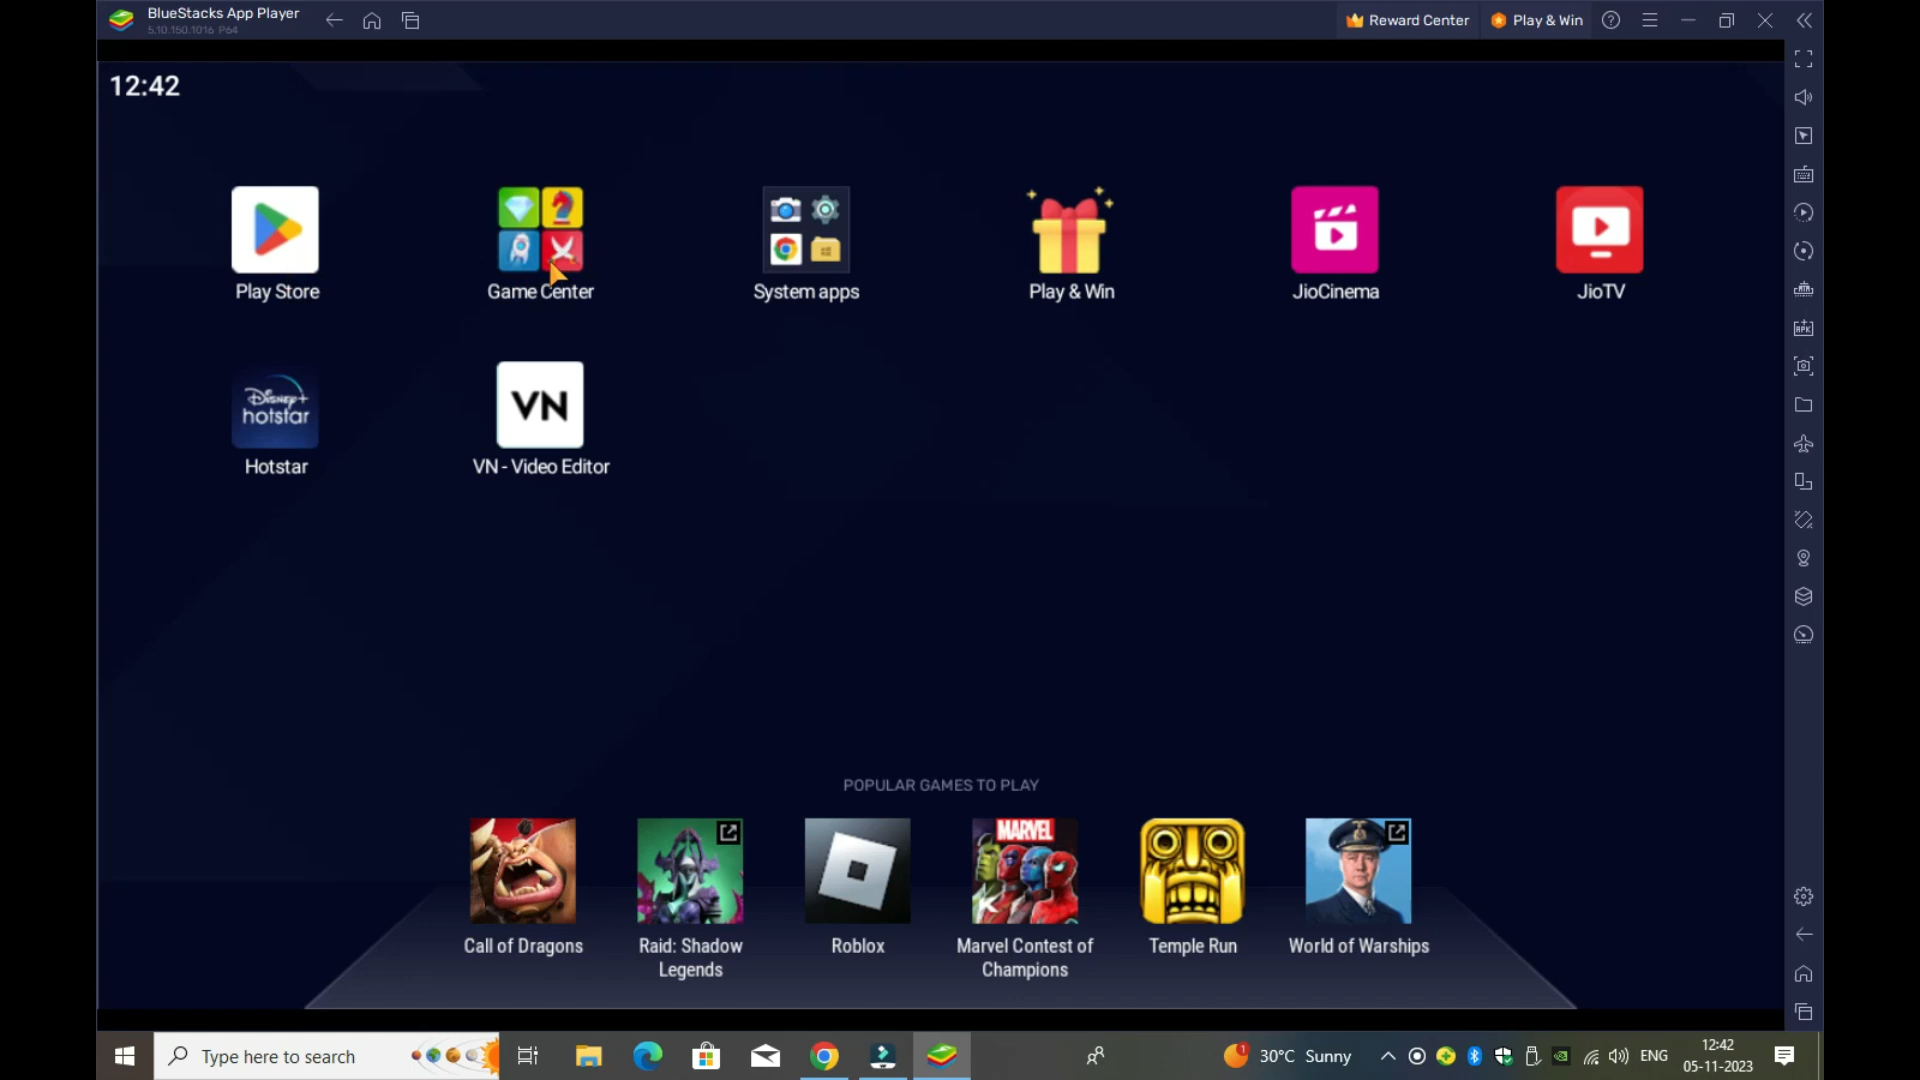 BlueStacks App Player
5.10.150.1016 P64
Reward Center
Play & Win
12:42
Play Store
Game Center
System apps
Play & Win
JioCinema
JioTV
Disney+
hotstar
VN
Hotstar
VN - Video Editor
POPULAR GAMES TO PLAY
MARVEL
Call of Dragons
Raid: Shadow
Legends
Roblox
Marvel Contest of
Champions
Temple Run
World of Warships
Type here to search
1
30°C Sunny
ENG
12:42
05-11-2023